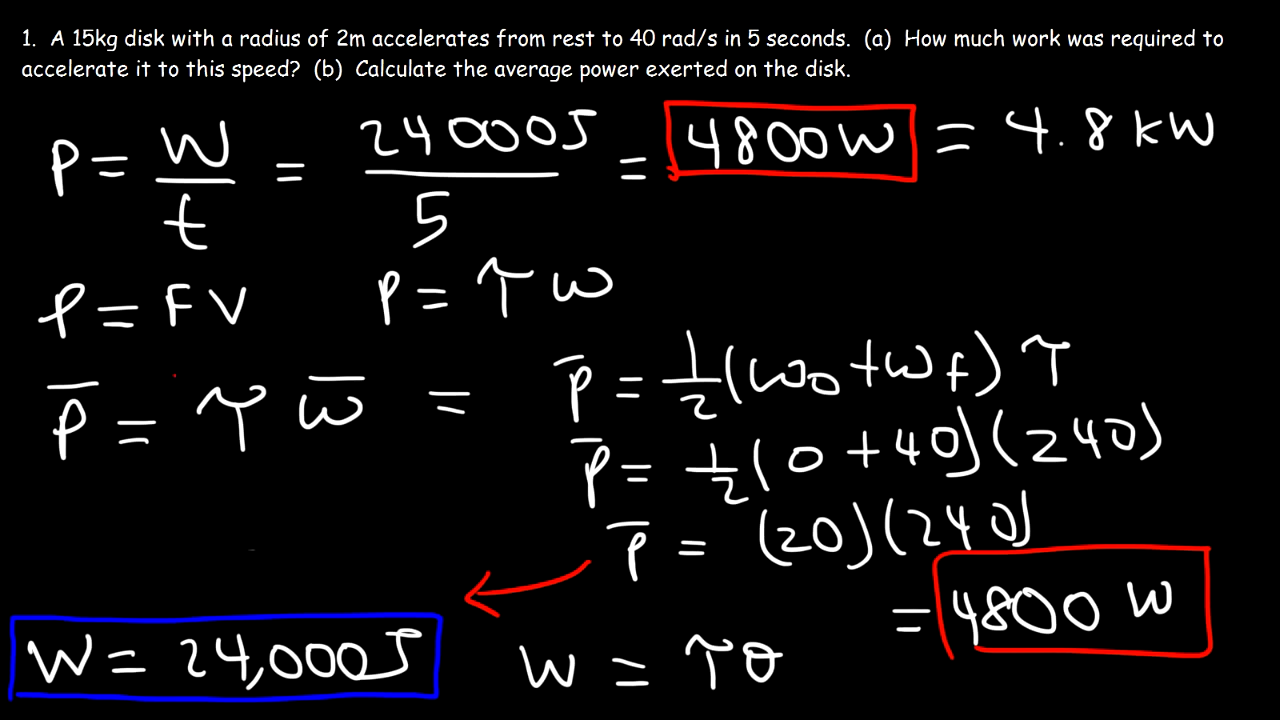 1. A 15kg disk with a radius of 2m accelerates from rest to 40 rad/s in 5 seconds. (a) How much work was required to
accelerate it to this speed? (b) Calculate the average power exerted on the disk.
P = W/t = 24000J/5 = 4800W = 4.8 kW
P = FV P = τω
P̅ = τω̅ = P̅ = 1/2(ω0+ωf)τ
P̅ = 1/2(0+40)(240)
P̅ = (20)(240)
= 4800 W
W = 24,000J W = τθ